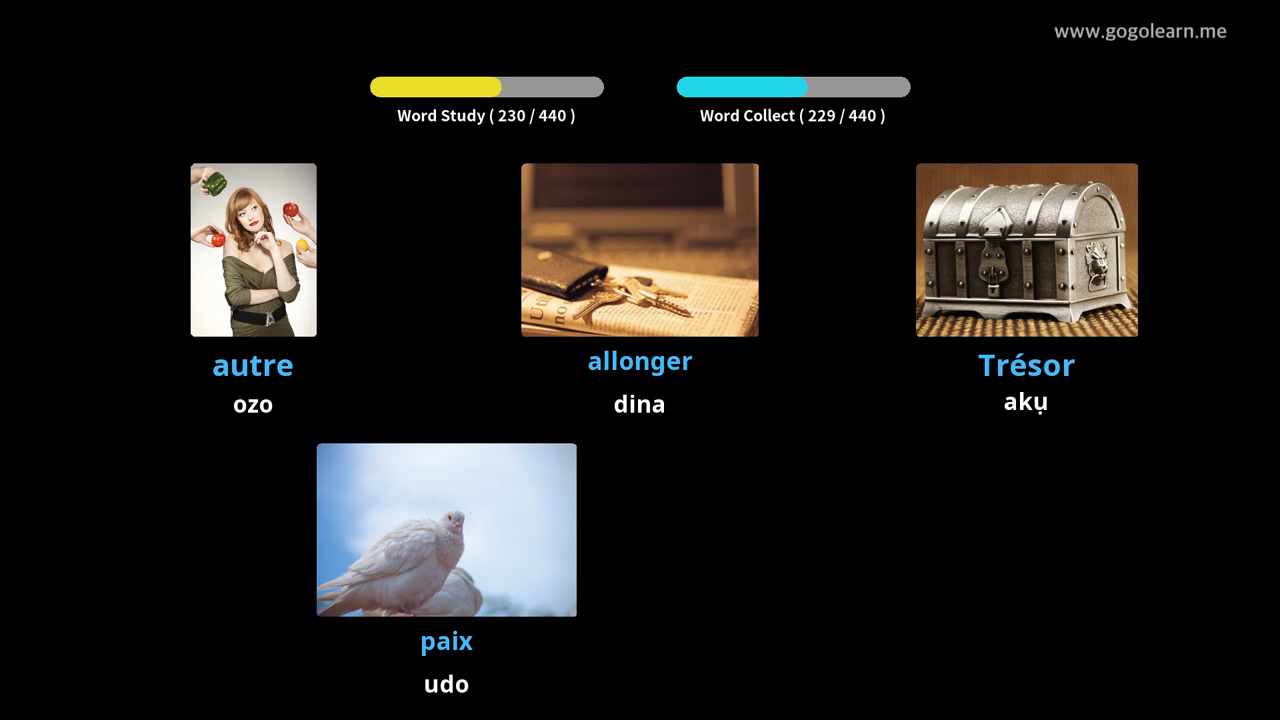 www.gogolearn.me
Word Study ( 230 / 440 )
Word Collect ( 229 / 440 )
autre
ozo
allonger
dina
Trésor
akụ
paix
udo